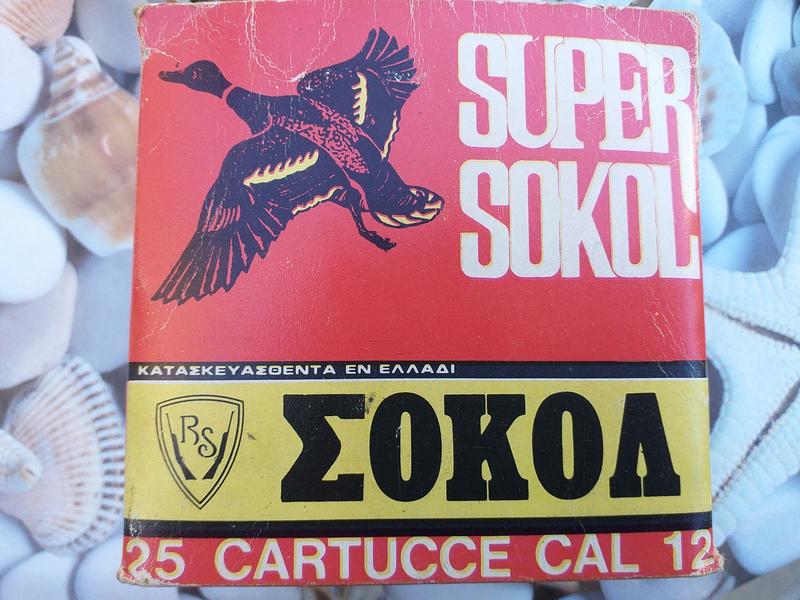 SUPER
SOKOL
ΚΑΤΑΣΚΕΥΑΣΘΕΝΤΑ ΕΝ ΕΛΛΑΔΙ
RS
ΣΟΚΟΛ
25 CARTUCCE CAL 12